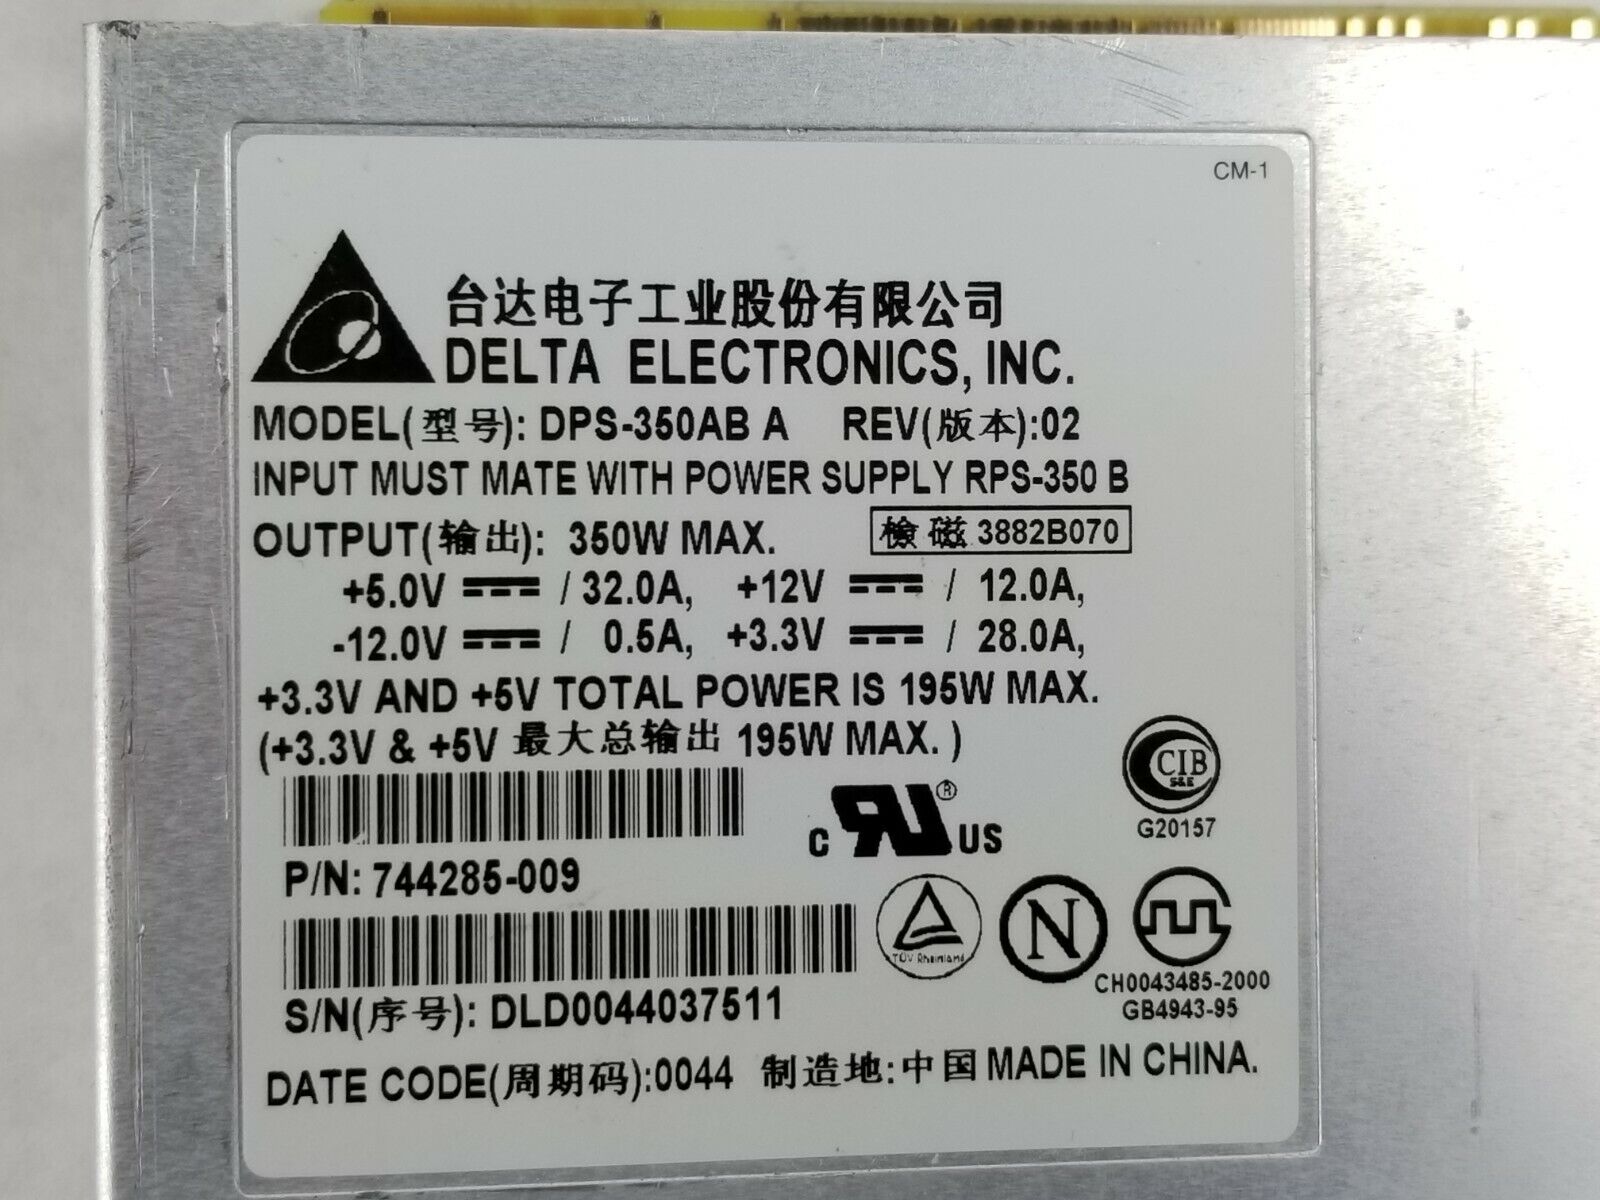 CM-1
台达电子工业股份有限公司
DELTA ELECTRONICS, INC.
MODEL(型号): DPS-350AB A REV(版本):02
INPUT MUST MATE WITH POWER SUPPLY RPS-350 B
OUTPUT(输出): 350W MAX. 檢磁 3882B070
+5.0V ⎓ / 32.0A, +12V ⎓ / 12.0A,
-12.0V ⎓ / 0.5A, +3.3V ⎓ / 28.0A,
+3.3V AND +5V TOTAL POWER IS 195W MAX.
(+3.3V & +5V 最大总输出 195W MAX. )
CIB
S&E
G20157
C RU ® US
P/N: 744285-009
TÜV Rheinland
N
CH0043485-2000
GB4943-95
S/N(序号): DLD0044037511
DATE CODE(周期码):0044 制造地:中国 MADE IN CHINA.